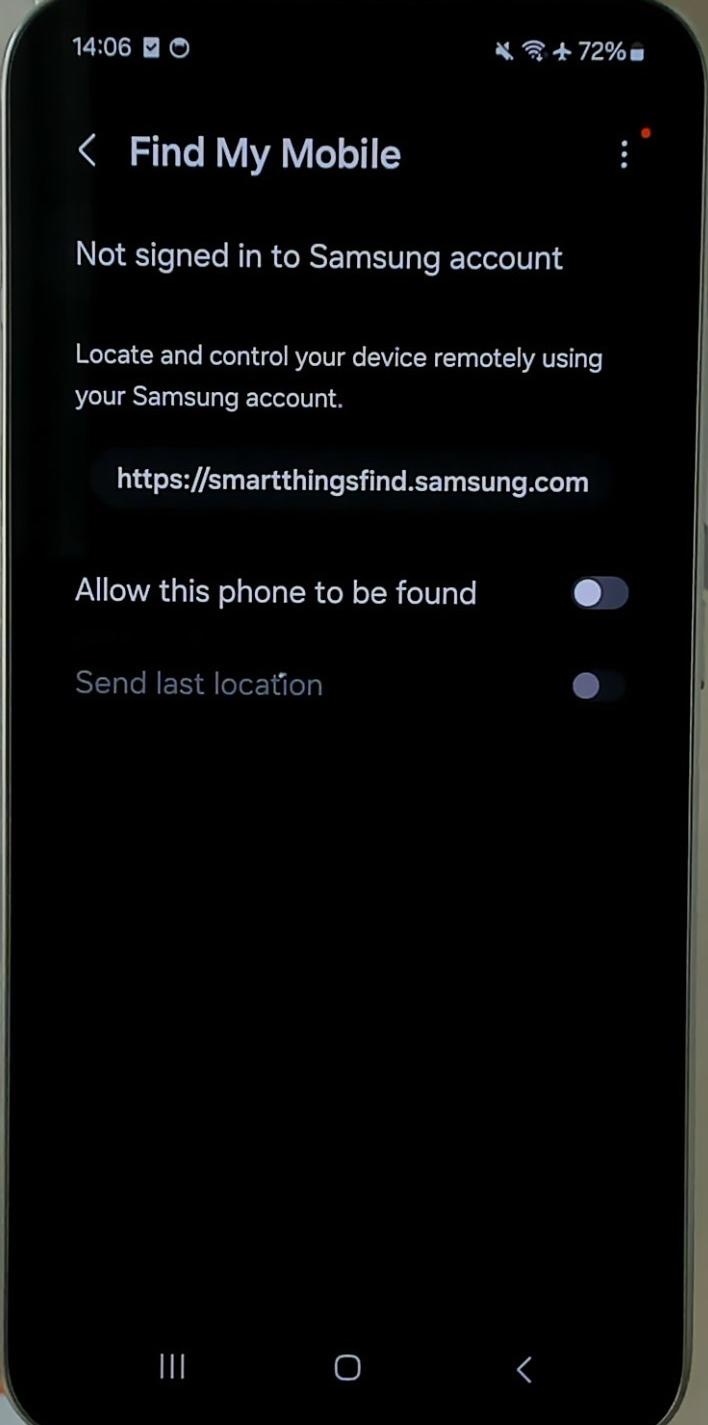 14:06 72%
Find My Mobile
Not signed in to Samsung account
Locate and control your device remotely using
your Samsung account.
https://smartthingsfind.samsung.com
Allow this phone to be found
Send last location